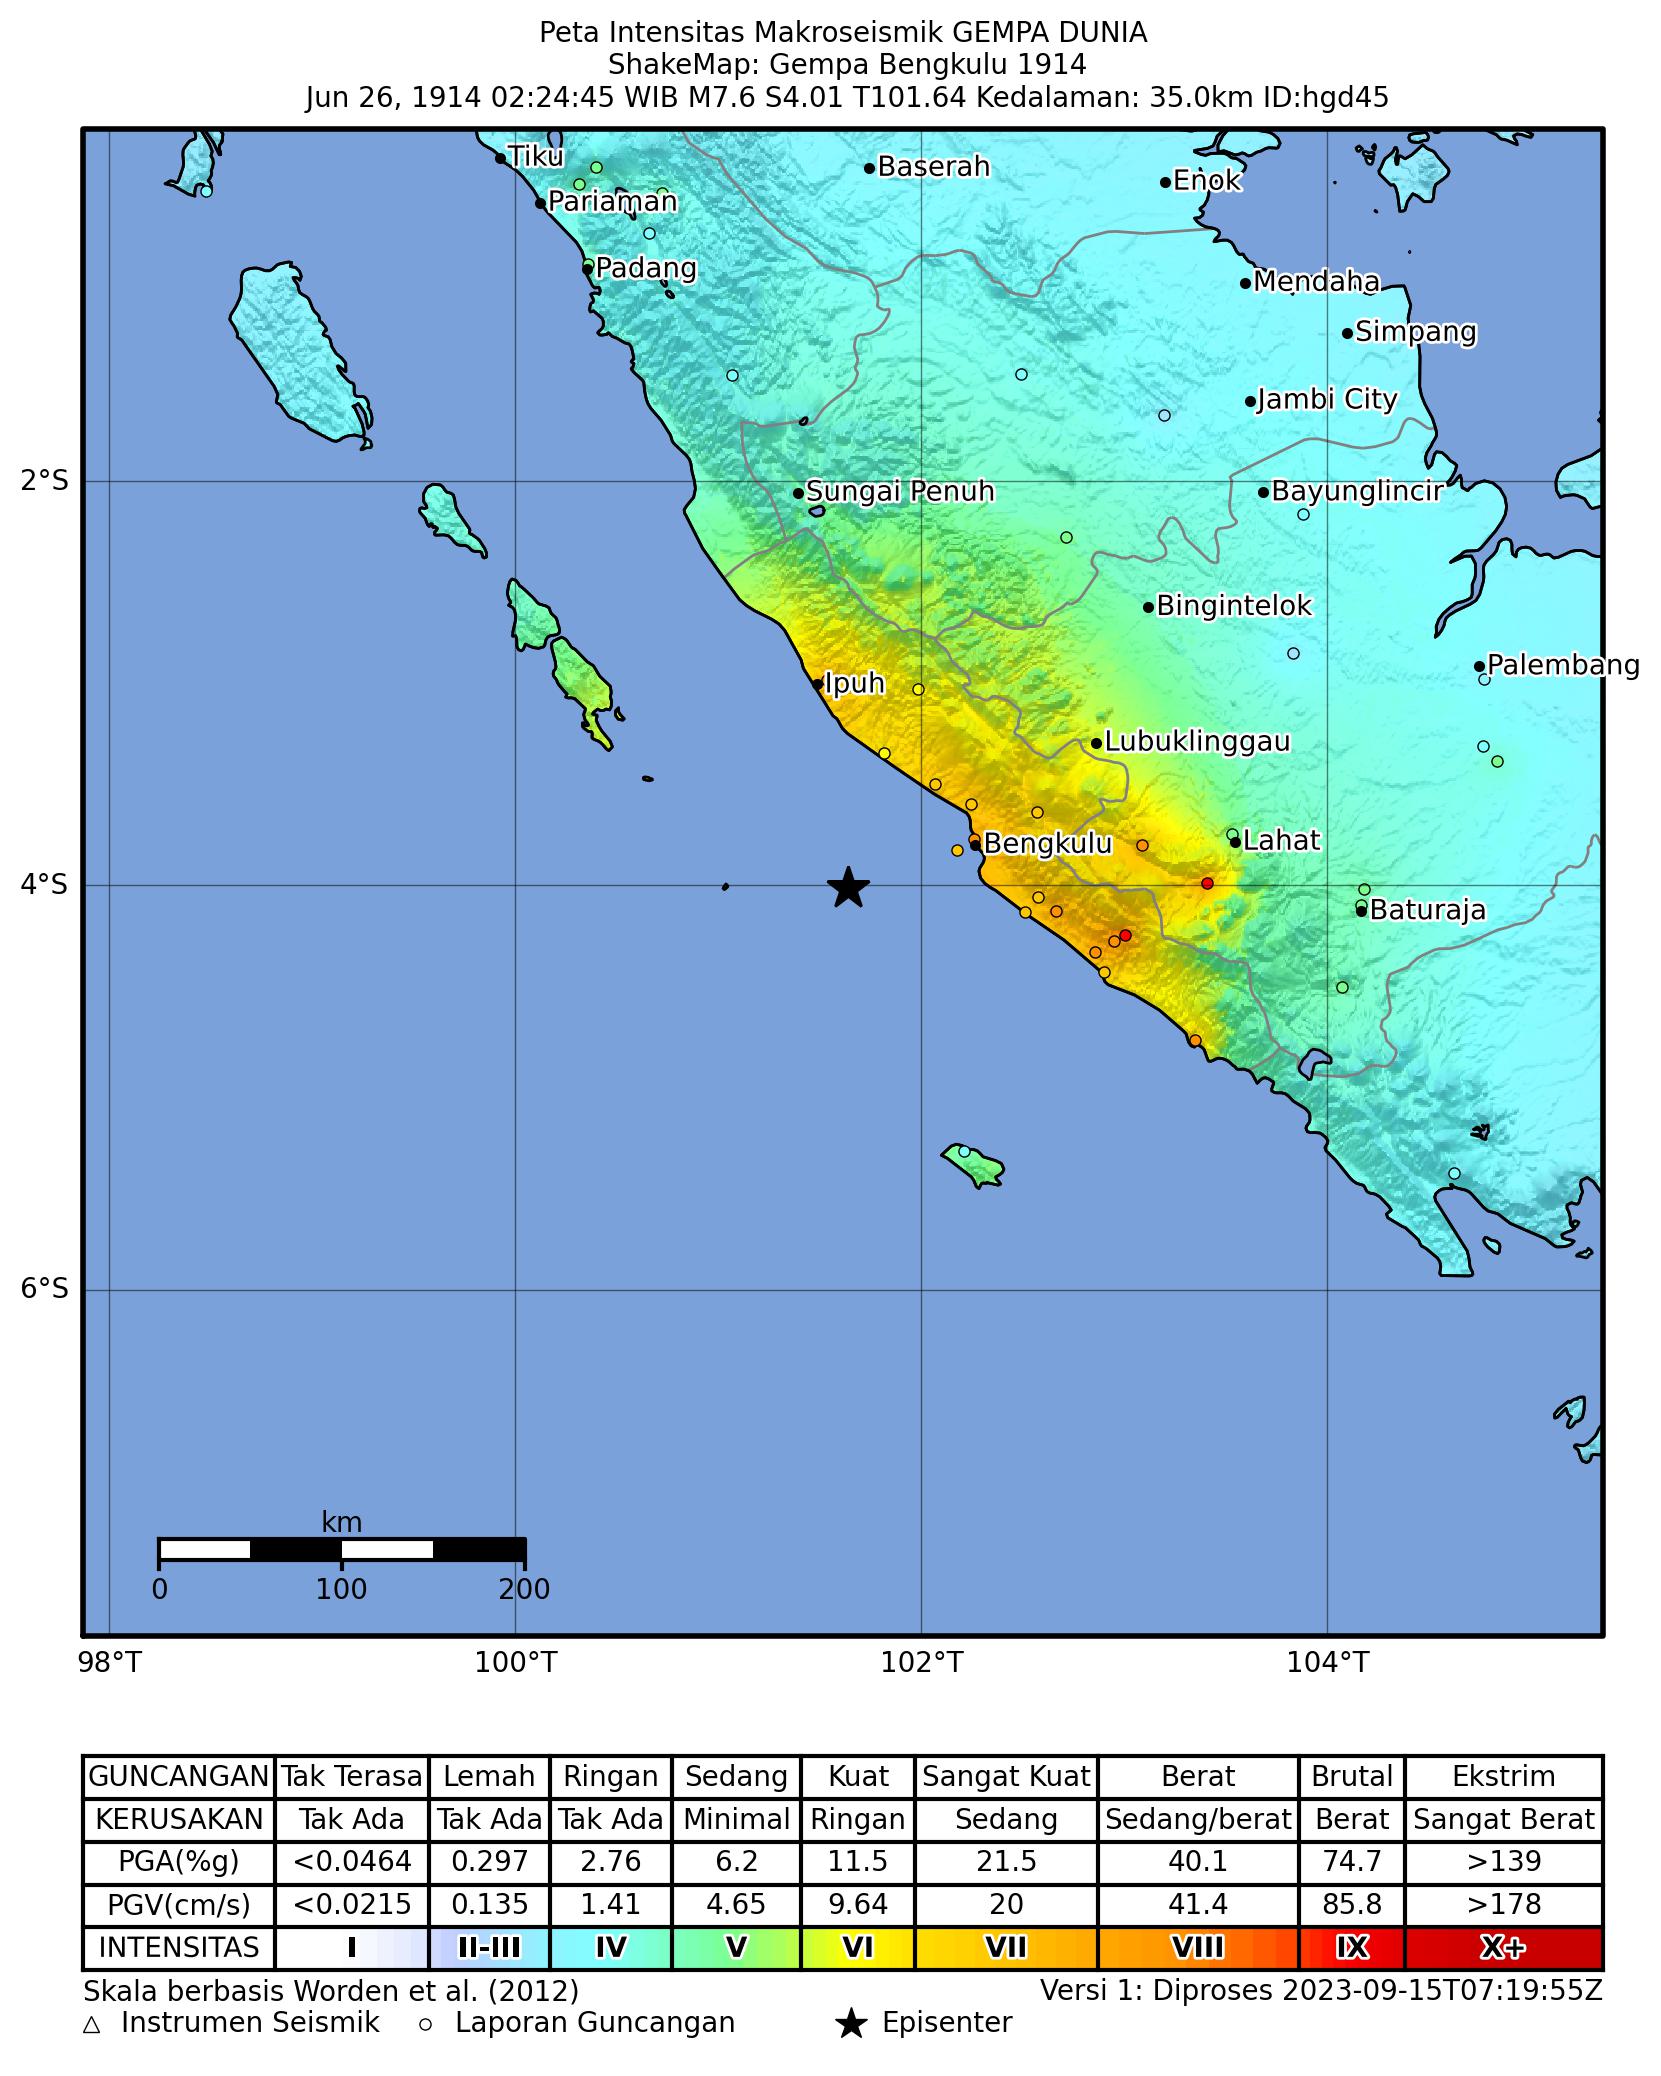 Peta Intensitas Makroseismik GEMPA DUNIA
ShakeMap: Gempa Bengkulu 1914
Jun 26, 1914 02:24:45 WIB M7.6 S4.01 T101.64 Kedalaman: 35.0km ID:hgd45
Tiku
Baserah
Enok
Pariaman
Padang
Mendaha
Simpang
Jambi City
2°S
Sungai Penuh
Bayunglincir
Bingintelok
Palembang
Ipuh
Lubuklinggau
Bengkulu
Lahat
4°S
Baturaja
6°S
km
0 100 200
98°T 100°T 102°T 104°T
GUNCANGAN Tak Terasa Lemah Ringan Sedang Kuat Sangat Kuat Berat Brutal Ekstrim
KERUSAKAN Tak Ada Tak Ada Tak Ada Minimal Ringan Sedang Sedang/berat Berat Sangat Berat
PGA(%g) <0.0464 0.297 2.76 6.2 11.5 21.5 40.1 74.7 >139
PGV(cm/s) <0.0215 0.135 1.41 4.65 9.64 20 41.4 85.8 >178
INTENSITAS I II-III IV V VI VII VIII IX X+
Skala berbasis Worden et al. (2012) Versi 1: Diproses 2023-09-15T07:19:55Z
Instrumen Seismik Laporan Guncangan Episenter